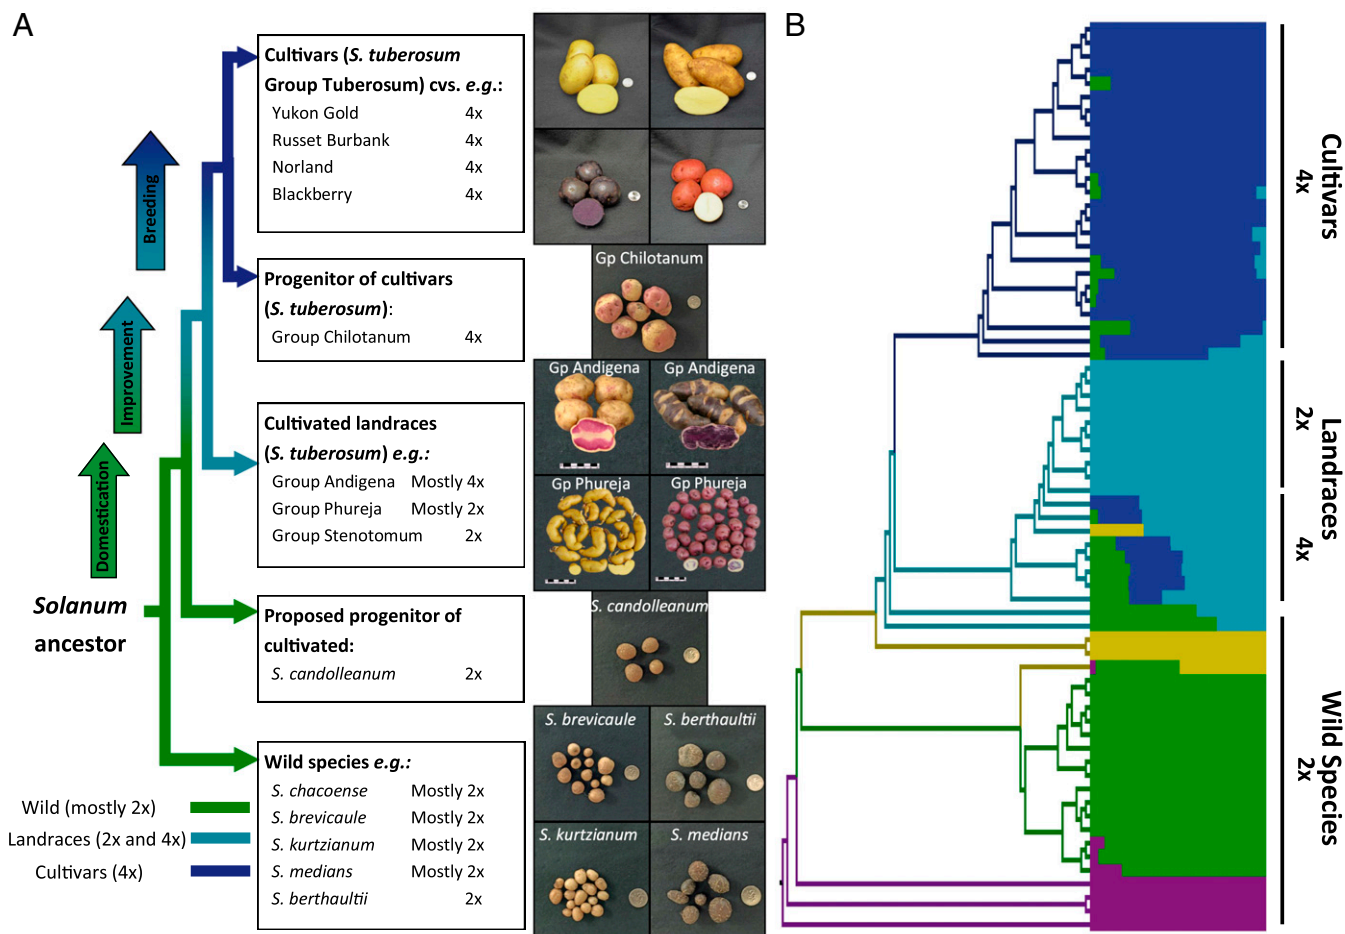 A
B
Cultivars (S. tuberosum
Group Tuberosum) cvs. e.g.:
Yukon Gold 4x
Russet Burbank 4x
Norland 4x
Blackberry 4x
Progenitor of cultivars
(S. tuberosum):
Group Chilotanum 4x
Cultivated landraces
(S. tuberosum) e.g.:
Group Andigena Mostly 4x
Group Phureja Mostly 2x
Group Stenotomum 2x
Proposed progenitor of
cultivated:
S. candolleanum 2x
Wild species e.g.:
S. chacoense Mostly 2x
S. brevicaule Mostly 2x
S. kurtzianum Mostly 2x
S. medians Mostly 2x
S. berthaultii 2x
Breeding
Improvement
Domestication
Solanum
ancestor
Wild (mostly 2x)
Landraces (2x and 4x)
Cultivars (4x)
Gp Chilotanum
Gp Andigena Gp Andigena
Gp Phureja Gp Phureja
S. candolleanum
S. brevicaule S. berthaultii
S. kurtzianum S. medians
Cultivars
4x
Landraces
2x
4x
Wild Species
2x